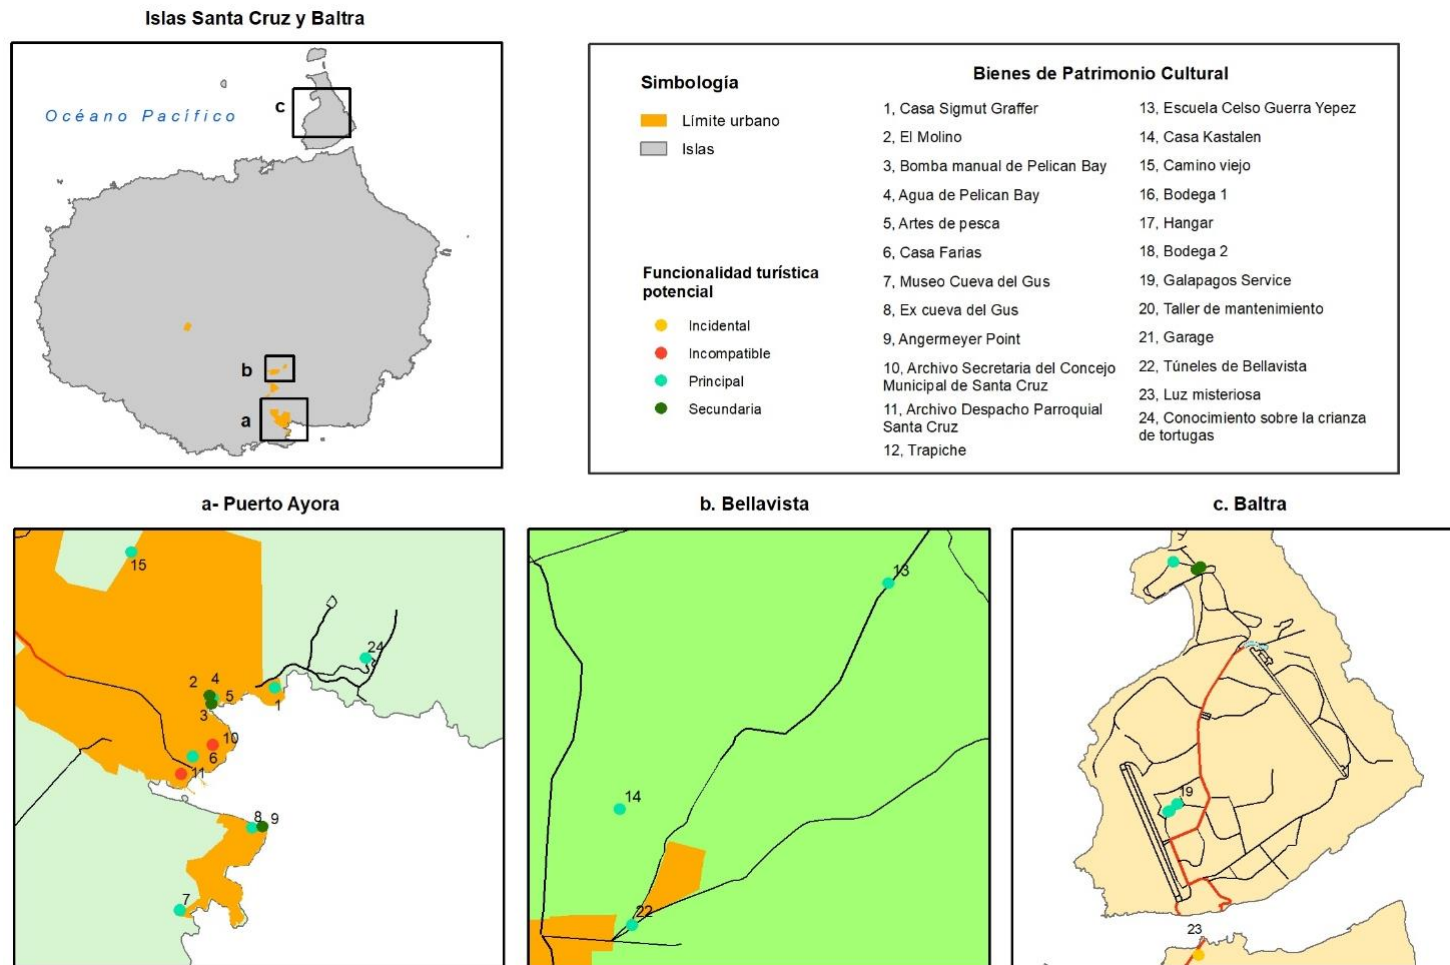 Islas Santa Cruz y Baltra
Océano Pacífico
c
b
a
Simbología
Límite urbano
Islas
Funcionalidad turística
potencial
Incidental
Incompatible
Principal
Secundaria
Bienes de Patrimonio Cultural
1, Casa Sigmut Graffer
2, El Molino
3, Bomba manual de Pelican Bay
4, Agua de Pelican Bay
5, Artes de pesca
6, Casa Farias
7, Museo Cueva del Gus
8, Ex cueva del Gus
9, Angermeyer Point
10, Archivo Secretaria del Concejo
Municipal de Santa Cruz
11, Archivo Despacho Parroquial
Santa Cruz
12, Trapiche
13, Escuela Celso Guerra Yepez
14, Casa Kastalen
15, Camino viejo
16, Bodega 1
17, Hangar
18, Bodega 2
19, Galapagos Service
20, Taller de mantenimiento
21, Garage
22, Túneles de Bellavista
23, Luz misteriosa
24, Conocimiento sobre la crianza
de tortugas
a- Puerto Ayora
15
24
2
4
5
3
1
10
6
11
8
9
7
b. Bellavista
13
14
22
c. Baltra
19
23